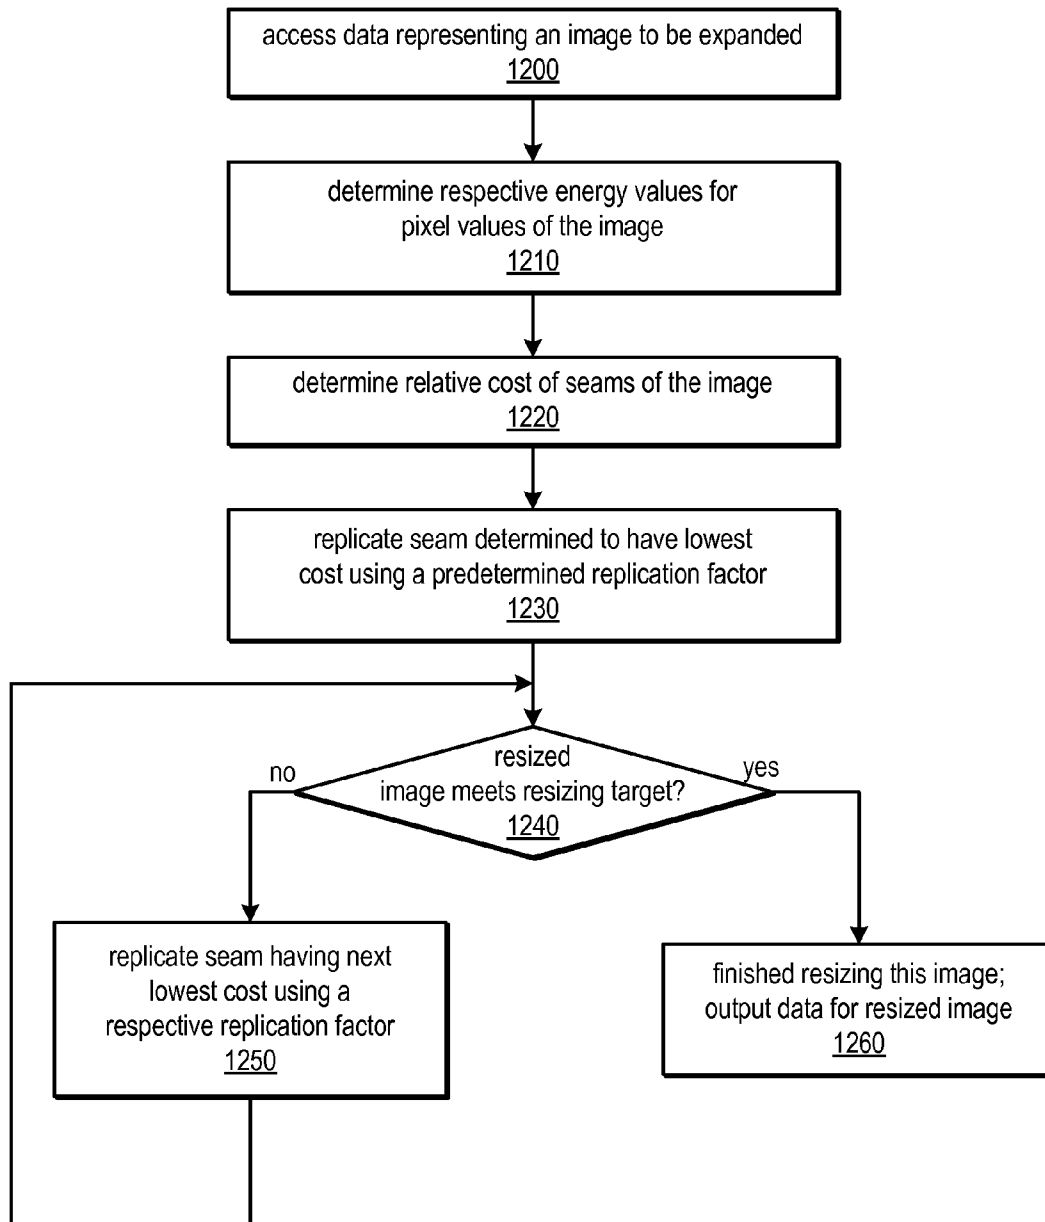 access data representing an image to be expanded
1200
determine respective energy values for
pixel values of the image
1210
determine relative cost of seams of the image
1220
replicate seam determined to have lowest
cost using a predetermined replication factor
1230
resized
image meets resizing target?
1240
no
yes
replicate seam having next
lowest cost using a
respective replication factor
1250
finished resizing this image;
output data for resized image
1260